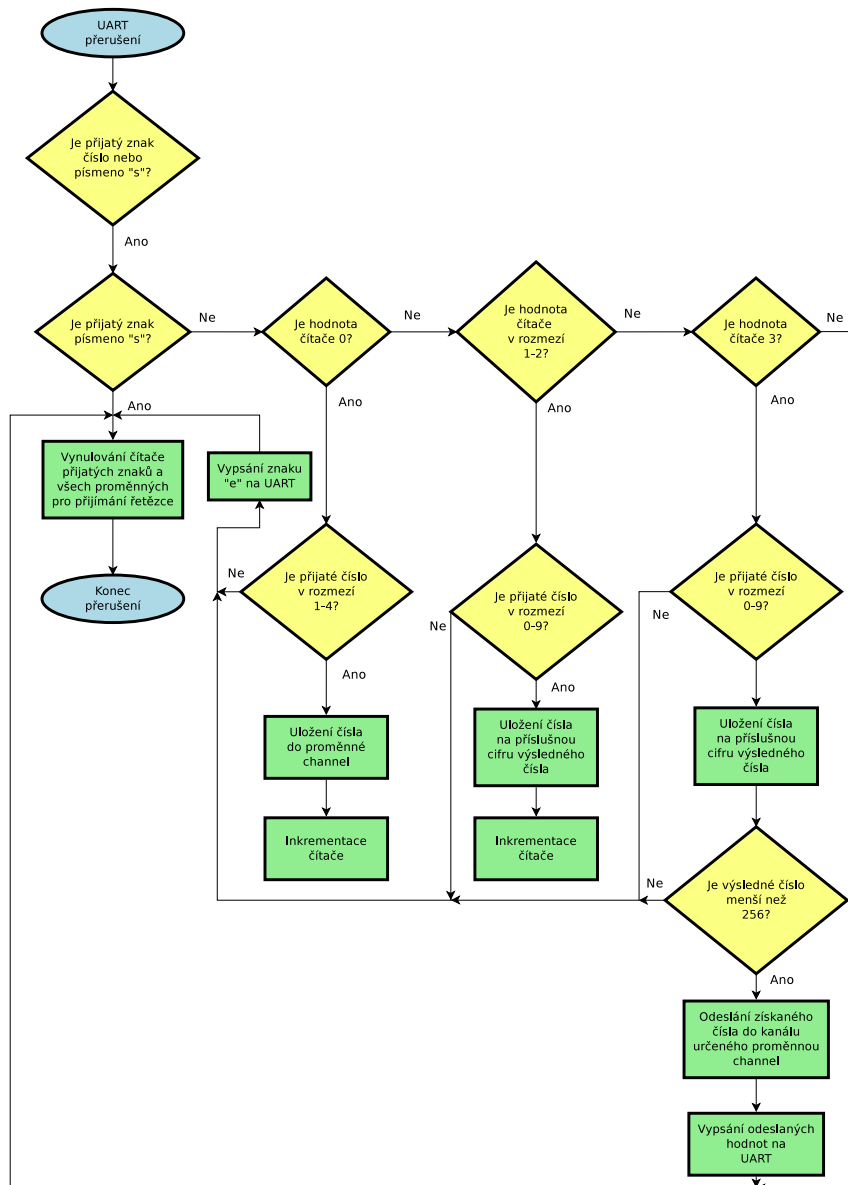 UART
přerušení
Je přijatý znak
číslo nebo
písmeno "s"?
Ano
Je přijatý znak
písmeno "s"?
Ne
Je hodnota
čítače 0?
Ne
Je hodnota
čítače
v rozmezí
1–2?
Ne
Je hodnota
čítače 3?
Ne
Ano
Ano
Ano
Ano
Vynulování čítače
přijatých znaků a
všech proměnných
pro přijímání řetězce
Vypsání znaku
"e" na UART
Konec
přerušení
Ne
Je přijaté číslo
v rozmezí
1–4?
Ne
Je přijaté číslo
v rozmezí
0–9?
Ne
Je přijaté číslo
v rozmezí
0–9?
Ano
Ano
Ano
Uložení čísla
do proměnné
channel
Uložení čísla
na příslušnou
cifru výsledného
čísla
Uložení čísla
na příslušnou
cifru výsledného
čísla
Inkrementace
čítače
Inkrementace
čítače
Ne
Je výsledné číslo
menší než
256?
Ano
Odeslání získaného
čísla do kanálu
určeného proměnnou
channel
Vypsání odeslaných
hodnot na
UART